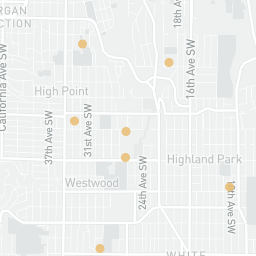 RGAN
CTION
18th Ave
California Ave SW
16th Ave SW
High Point
37th Ave SW
31st Ave SW
Highland Park
Westwood
24th Ave SW
Ave SW
WHITE